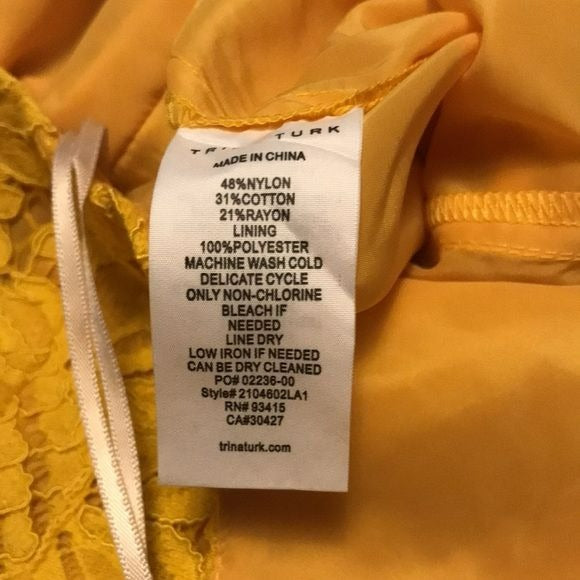 TRINA TURK
MADE IN CHINA
48%NYLON
31%COTTON
21%RAYON
LINING
100%POLYESTER
MACHINE WASH COLD
DELICATE CYCLE
ONLY NON-CHLORINE
BLEACH IF
NEEDED
LINE DRY
LOW IRON IF NEEDED
CAN BE DRY CLEANED
PO# 02236-00
Style# 2104602LA1
RN# 93415
CA#30427
trinaturk.com